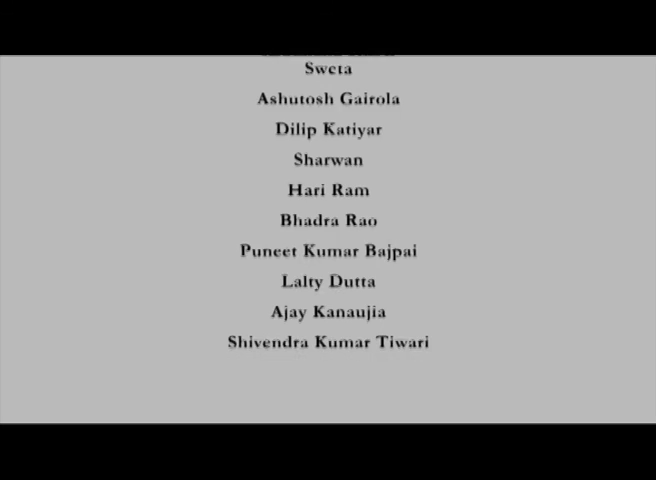 Sweta
Ashutosh Gairola
Dilip Katiyar
Sharwan
Hari Ram
Bhadra Rao
Puneet Kumar Bajpai
Lalty Dutta
Ajay Kanaujia
Shivendra Kumar Tiwari